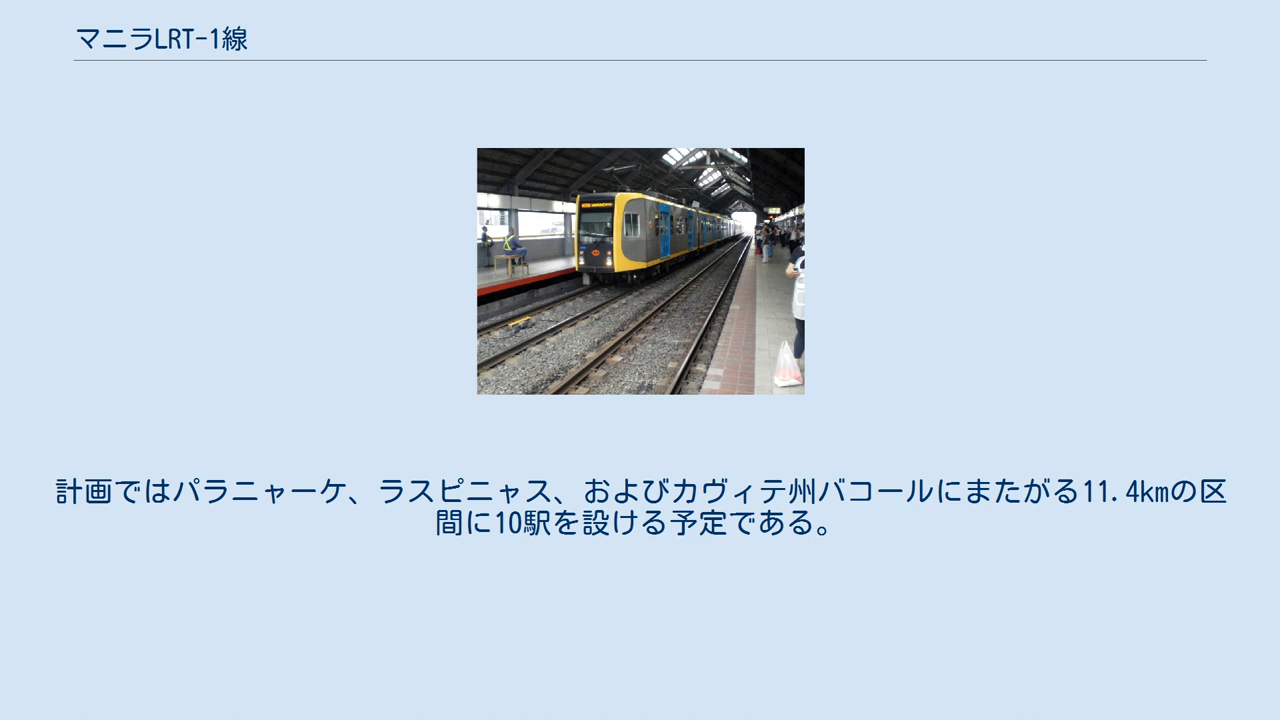 マニラLRT-1線
計画ではパラニャーケ、ラスピニャス、およびカヴィテ州バコールにまたがる11.4kmの区
間に10駅を設ける予定である。